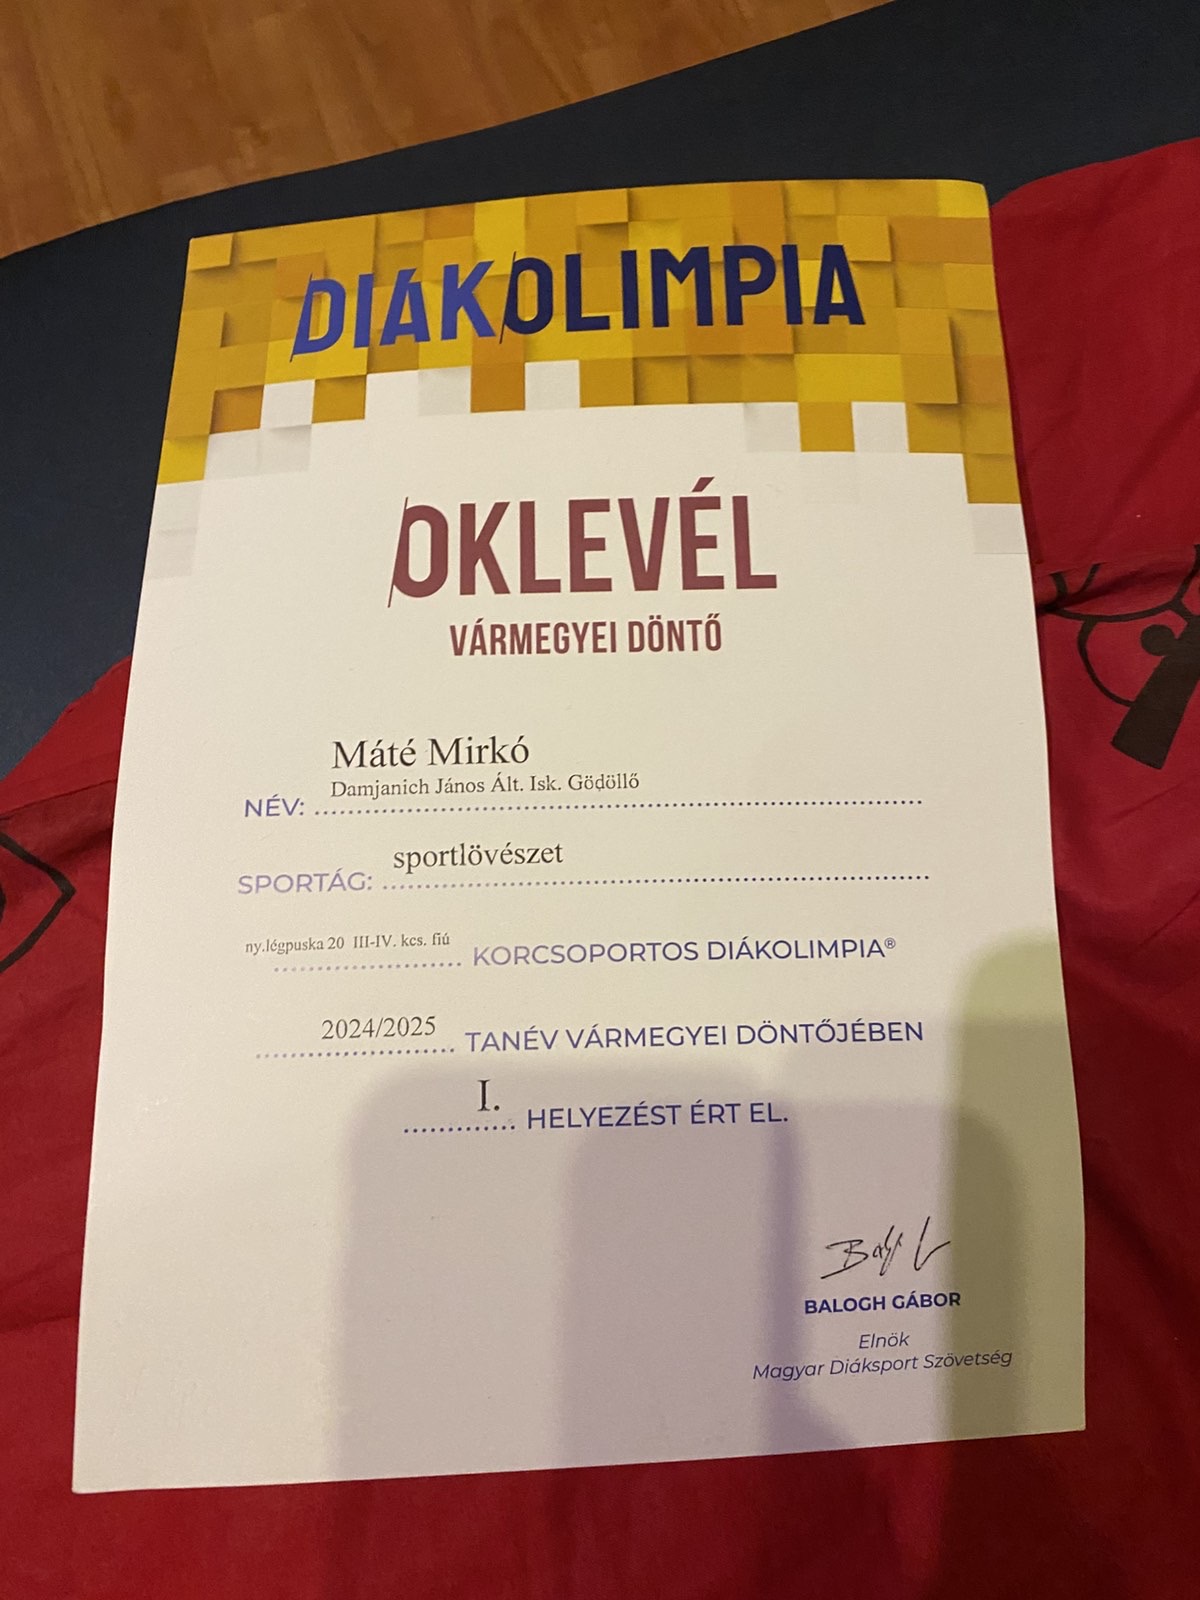 DIÁKOLIMPIA
OKLEVÉL
VÁRMEGYEI DÖNTŐ
Máté Mirkó
Damjanich János Ált. Isk. Gödöllő
NÉV:
sportlövészet
SPORTÁG:
ny.légpuska 20 III-IV. kcs. fiú KORCSOPORTOS DIÁKOLIMPIA®
2024/2025 TANÉV VÁRMEGYEI DÖNTŐJÉBEN
I. HELYEZÉST ÉRT EL.
BALOGH GÁBOR
Elnök
Magyar Diáksport Szövetség